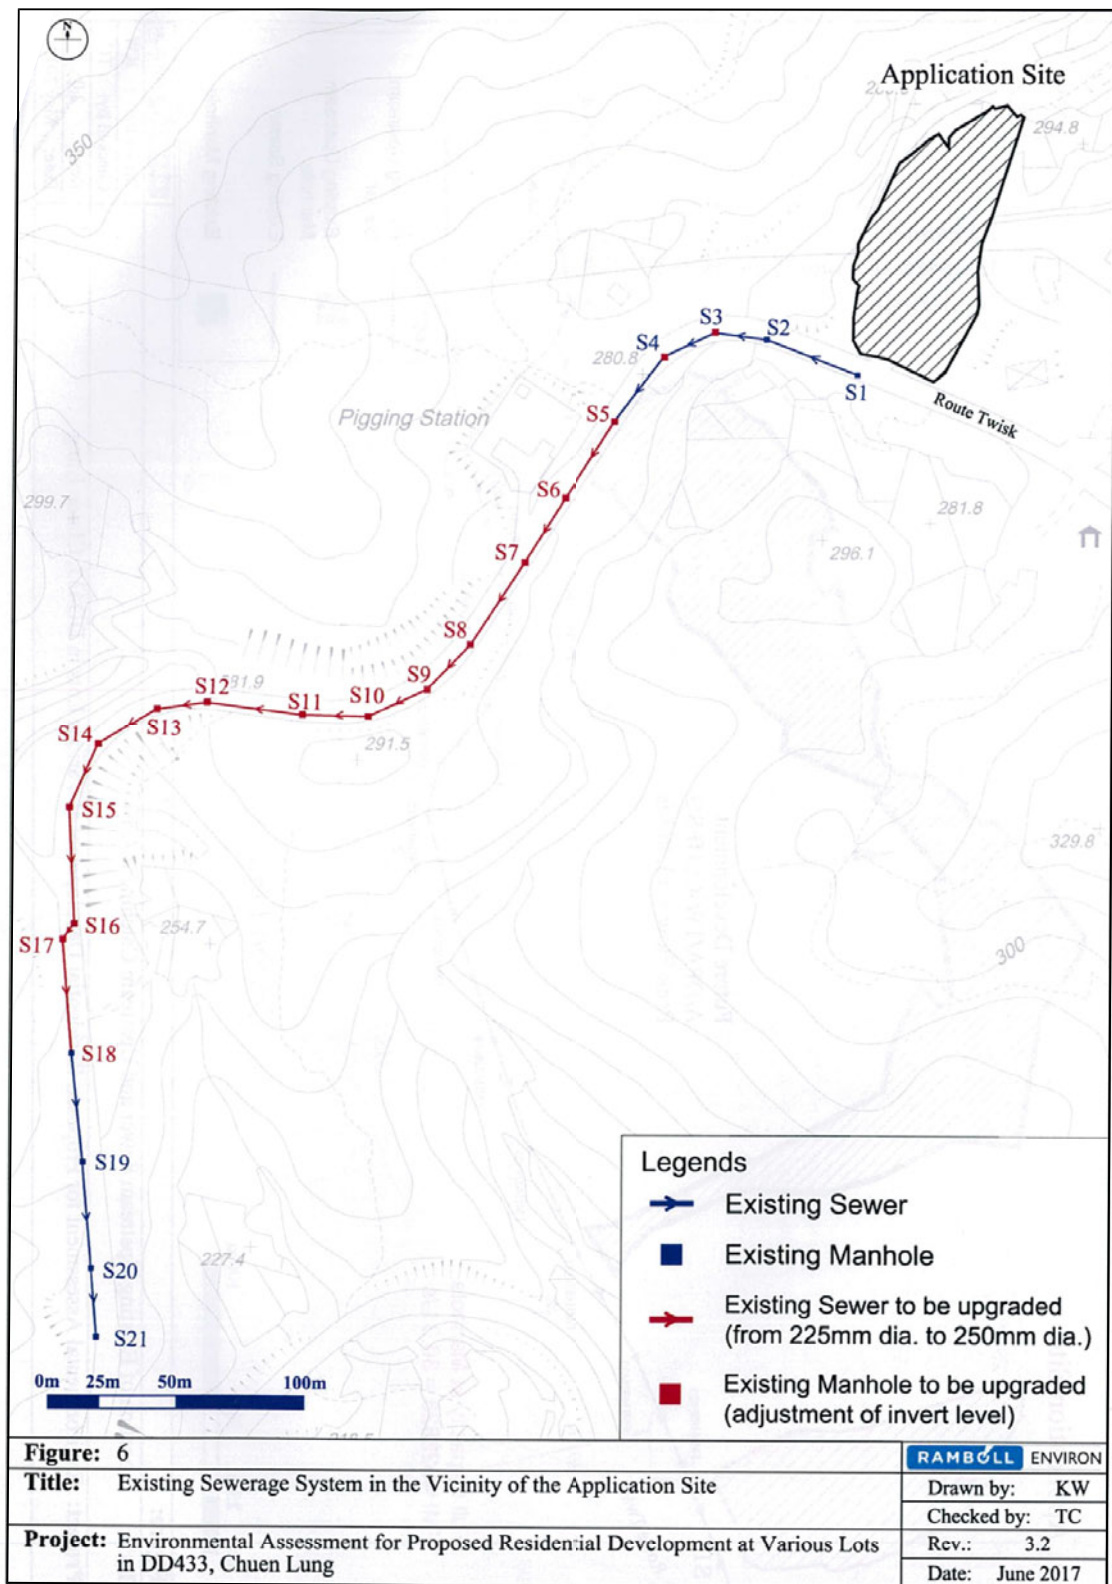 N
Application Site
350
294.8
S3
S2
S4
280.8
S1
Route Twisk
Pigging Station
S5
S6
299.7
281.8
296.1
S7
S8
S9
S12
S11
S10
S13
S14
291.5
S15
329.8
S16
254.7
S17
300
S18
S19
227.4
S20
S21
0m 25m 50m 100m
Legends
Existing Sewer
Existing Manhole
Existing Sewer to be upgraded
(from 225mm dia. to 250mm dia.)
Existing Manhole to be upgraded
(adjustment of invert level)
Figure: 6
RAMBOLL ENVIRON
Title: Existing Sewerage System in the Vicinity of the Application Site
Drawn by: KW
Checked by: TC
Project: Environmental Assessment for Proposed Residential Development at Various Lots
in DD433, Chuen Lung
Rev.: 3.2
Date: June 2017